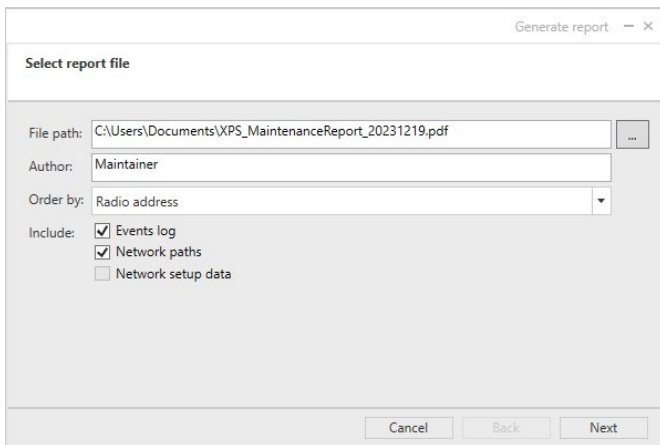 Generate report
Select report file
File path: C:\Users\Documents\XPS_MaintenanceReport_20231219.pdf ...
Author: Maintainer
Order by: Radio address
Include: Events log
Network paths
Network setup data
Cancel Back Next